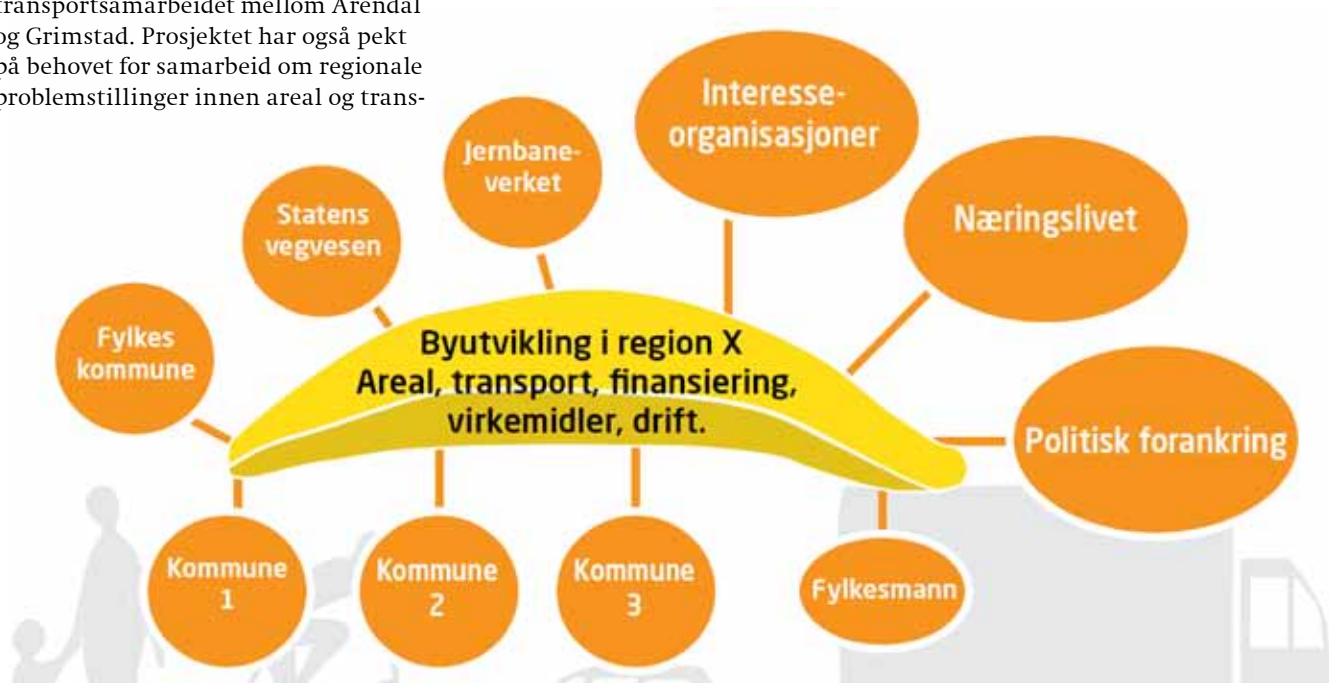 transportsamarbeidet mellom Arendal
og Grimstad. Prosjektet har også pekt
på behovet for samarbeid om regionale
problemstillinger innen areal og trans-
Interesse-
organisasjoner
Jernbane-
verket
Statens
vegvesen
Næringslivet
Fylkes
kommune
Byutvikling i region X
Areal, transport, finansiering,
virkemidler, drift.
Politisk forankring
Kommune
1
Kommune
2
Kommune
3
Fylkesmann